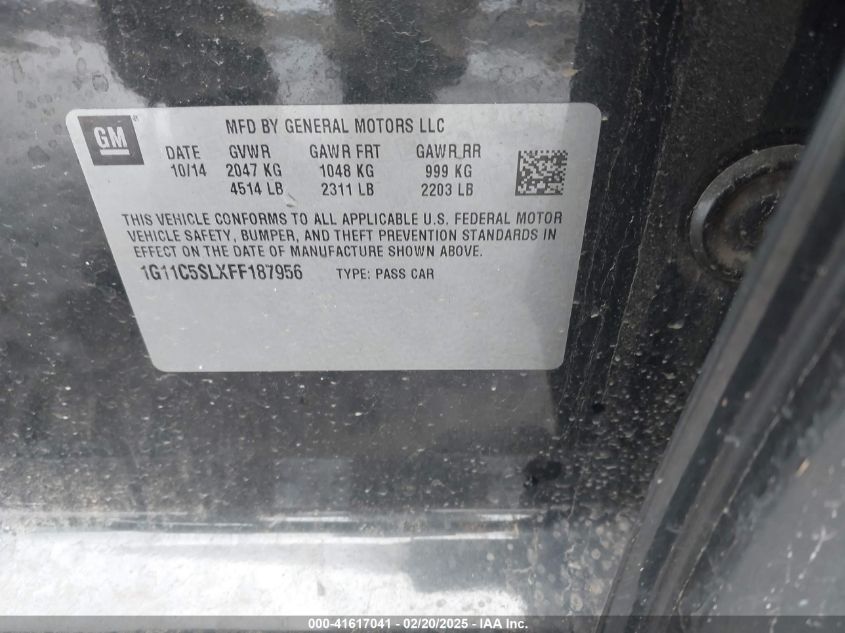 GM
MFD BY GENERAL MOTORS LLC
DATE GVWR GAWR FRT GAWR RR
10/14 2047 KG 1048 KG 999 KG
4514 LB 2311 LB 2203 LB
THIS VEHICLE CONFORMS TO ALL APPLICABLE U.S. FEDERAL MOTOR
VEHICLE SAFETY, BUMPER, AND THEFT PREVENTION STANDARDS IN
EFFECT ON THE DATE OF MANUFACTURE SHOWN ABOVE.
1G11C5SLXFF187956 TYPE: PASS CAR
000-41617041 - 02/20/2025 - IAA Inc.